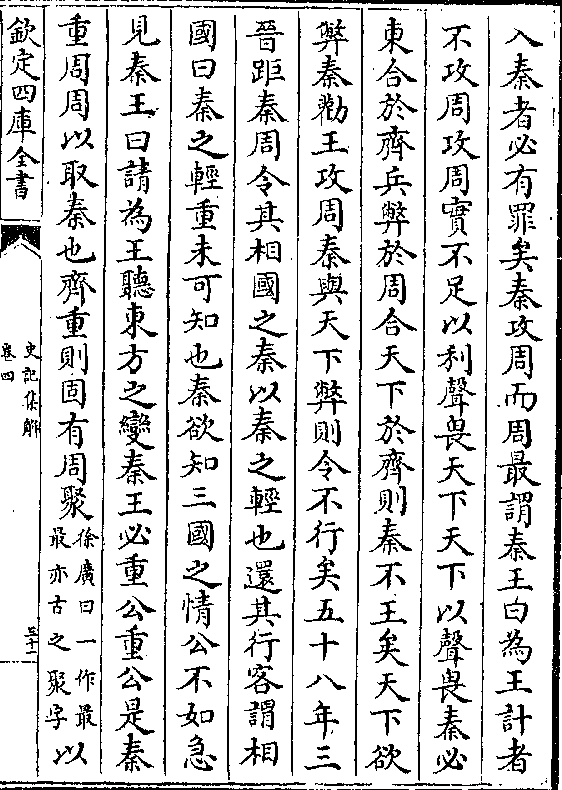 入秦者必有罪矣秦攻周而周最謂秦王曰為王計者
不攻周攻周實不足以利聲畏天下天下以聲畏秦必
東合於齊兵弊於周合天下於齊則秦不王矣天下欲
弊秦勸王攻周秦與天下弊則令不行矣五十八年三
晉距秦周令其相國之秦以秦之輕也還其行客謂相
國曰秦之輕重未可知也秦欲知三國之情公不如急
見秦王曰請為王聽東方之變秦王必重公重公是秦
重周周以取秦也齊重則固有周聚徐廣曰一作最最亦古之聚字以
欽定四庫全書
史記集解
卷四
三十二